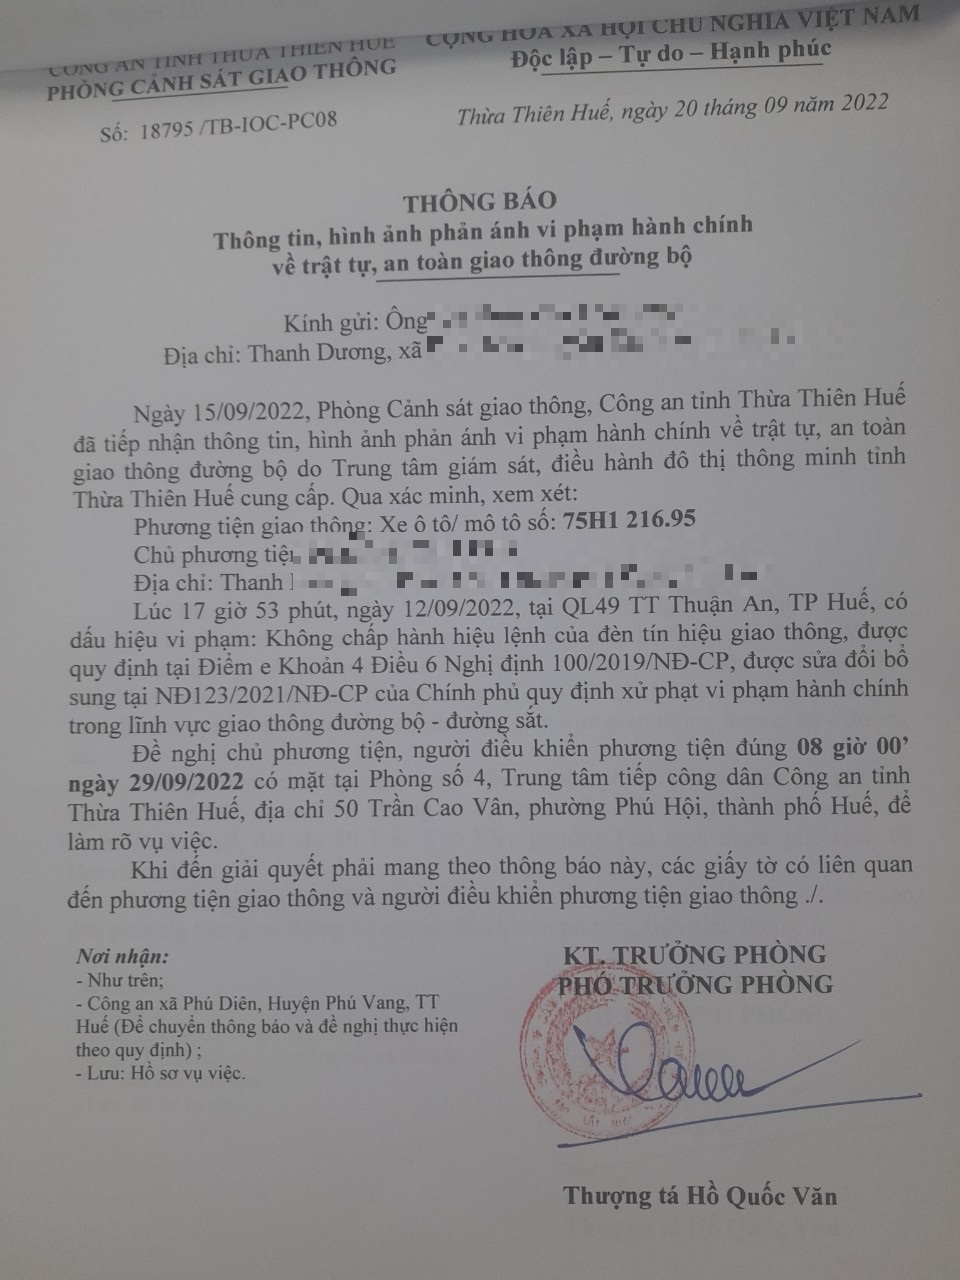 CÔNG AN TỈNH THỪA THIÊN HUẾ
PHÒNG CẢNH SÁT GIAO THÔNG
CỘNG HÒA XÃ HỘI CHỦ NGHĨA VIỆT NAM
Độc lập – Tự do – Hạnh phúc
Số: 18795 /TB-IOC-PC08
Thừa Thiên Huế, ngày 20 tháng 09 năm 2022
THÔNG BÁO
Thông tin, hình ảnh phản ánh vi phạm hành chính
về trật tự, an toàn giao thông đường bộ
Kính gửi: Ông
Địa chỉ: Thanh Dương, xã
Ngày 15/09/2022, Phòng Cảnh sát giao thông, Công an tỉnh Thừa Thiên Huế
đã tiếp nhận thông tin, hình ảnh phản ánh vi phạm hành chính về trật tự, an toàn
giao thông đường bộ do Trung tâm giám sát, điều hành đô thị thông minh tỉnh
Thừa Thiên Huế cung cấp. Qua xác minh, xem xét:
Phương tiện giao thông: Xe ô tô/ mô tô số: 75H1 216.95
Chủ phương tiện
Địa chỉ: Thanh
Lúc 17 giờ 53 phút, ngày 12/09/2022, tại QL49 TT Thuận An, TP Huế, có
dấu hiệu vi phạm: Không chấp hành hiệu lệnh của đèn tín hiệu giao thông, được
quy định tại Điểm e Khoản 4 Điều 6 Nghị định 100/2019/NĐ-CP, được sửa đổi bổ
sung tại NĐ123/2021/NĐ-CP của Chính phủ quy định xử phạt vi phạm hành chính
trong lĩnh vực giao thông đường bộ - đường sắt.
Đề nghị chủ phương tiện, người điều khiển phương tiện đúng 08 giờ 00’
ngày 29/09/2022 có mặt tại Phòng số 4, Trung tâm tiếp công dân Công an tỉnh
Thừa Thiên Huế, địa chỉ 50 Trần Cao Vân, phường Phú Hội, thành phố Huế, để
làm rõ vụ việc.
Khi đến giải quyết phải mang theo thông báo này, các giấy tờ có liên quan
đến phương tiện giao thông và người điều khiển phương tiện giao thông ./.
Nơi nhận:
- Như trên;
- Công an xã Phú Diên, Huyện Phú Vang, TT
Huế (Để chuyển thông báo và đề nghị thực hiện
theo quy định) ;
- Lưu: Hồ sơ vụ việc.
KT. TRƯỞNG PHÒNG
PHÓ TRƯỞNG PHÒNG
Thượng tá Hồ Quốc Văn